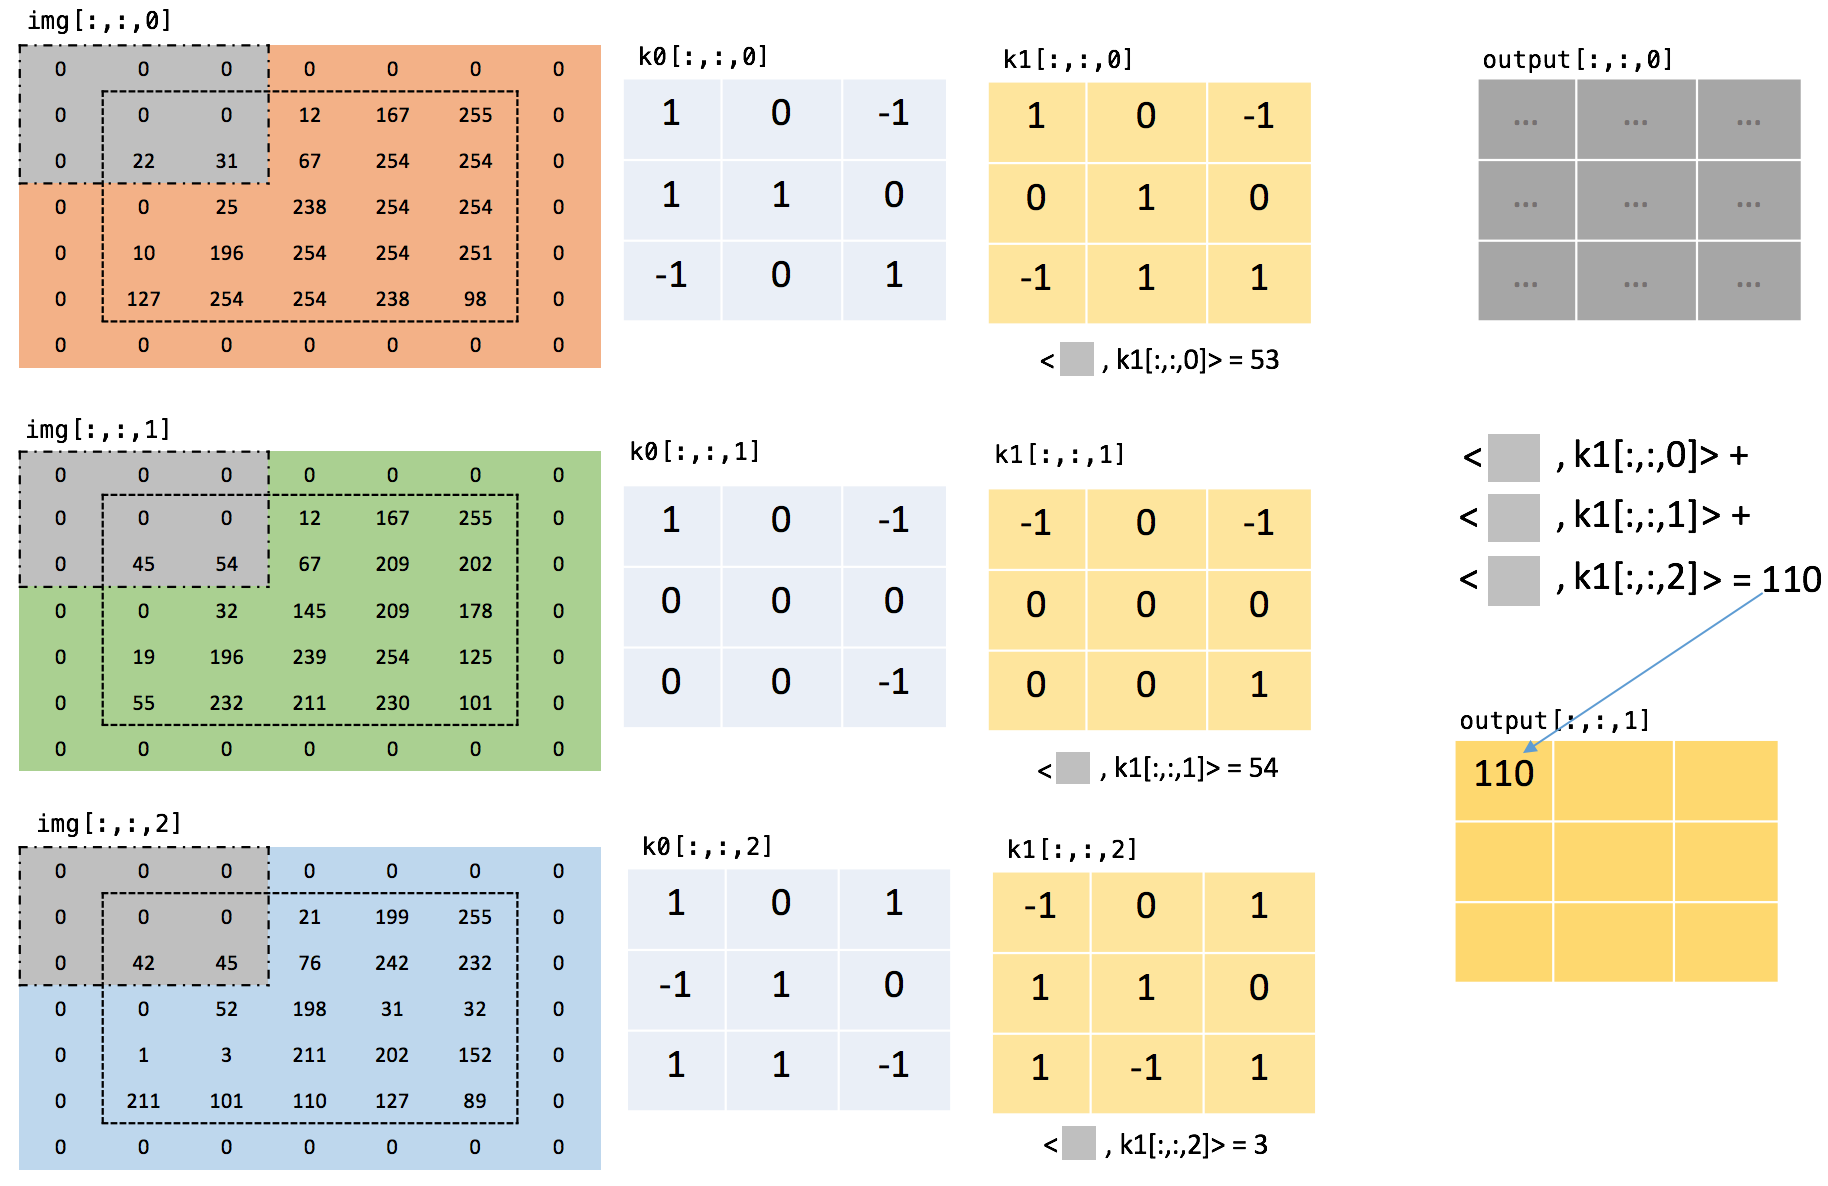 img[:,:,0]
0 0 0 0 0 0 0
0 0 0 12 167 255 0
0 22 31 67 254 254 0
0 0 25 238 254 254 0
0 10 196 254 254 251 0
0 127 254 254 238 98 0
0 0 0 0 0 0 0
k0[:,:,0]
1 0 -1
1 1 0
-1 0 1
k1[:,:,0]
1 0 -1
0 1 0
-1 1 1
< , k1[:,:,0]> = 53
output[:,:,0]
... ... ...
... ... ...
... ... ...
img[:,:,1]
0 0 0 0 0 0 0
0 0 0 12 167 255 0
0 45 54 67 209 202 0
0 0 32 145 209 178 0
0 19 196 239 254 125 0
0 55 232 211 230 101 0
0 0 0 0 0 0 0
k0[:,:,1]
1 0 -1
0 0 0
0 0 -1
k1[:,:,1]
-1 0 -1
0 0 0
0 0 1
< , k1[:,:,1]> = 54
< , k1[:,:,0]> +
< , k1[:,:,1]> +
< , k1[:,:,2]> = 110
output[:,:,1]
110
img[:,:,2]
0 0 0 0 0 0 0
0 0 0 21 199 255 0
0 42 45 76 242 232 0
0 0 52 198 31 32 0
0 1 3 211 202 152 0
0 211 101 110 127 89 0
0 0 0 0 0 0 0
k0[:,:,2]
1 0 1
-1 1 0
1 1 -1
k1[:,:,2]
-1 0 1
1 1 0
1 -1 1
< , k1[:,:,2]> = 3